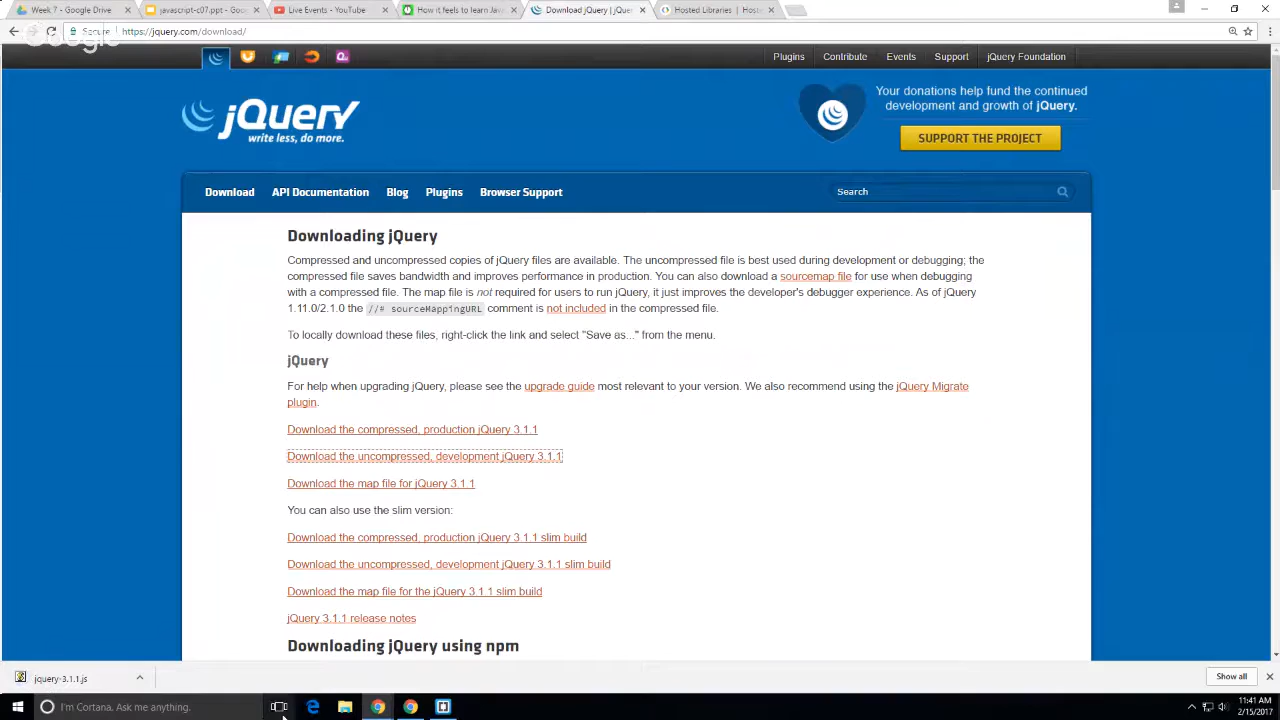 Week 7 - Google Drive
javascript-c07.ppt - Goo
Live Events - YouTube
How it feels to learn Jav
Download jQuery | jQue
Hosted Libraries | Hoste
Google
Secure
https://jquery.com/download/
Plugins
Contribute
Events
Support
jQuery Foundation
jQuery
write less, do more.
Your donations help fund the continued
development and growth of jQuery.
SUPPORT THE PROJECT
Download
API Documentation
Blog
Plugins
Browser Support
Search
Downloading jQuery
Compressed and uncompressed copies of jQuery files are available. The uncompressed file is best used during development or debugging; the
compressed file saves bandwidth and improves performance in production. You can also download a sourcemap file for use when debugging
with a compressed file. The map file is not required for users to run jQuery, it just improves the developer's debugger experience. As of jQuery
1.11.0/2.1.0 the //# sourceMappingURL comment is not included in the compressed file.
To locally download these files, right-click the link and select "Save as..." from the menu.
jQuery
For help when upgrading jQuery, please see the upgrade guide most relevant to your version. We also recommend using the jQuery Migrate
plugin.
Download the compressed, production jQuery 3.1.1
Download the uncompressed, development jQuery 3.1.1
Download the map file for jQuery 3.1.1
You can also use the slim version:
Download the compressed, production jQuery 3.1.1 slim build
Download the uncompressed, development jQuery 3.1.1 slim build
Download the map file for the jQuery 3.1.1 slim build
jQuery 3.1.1 release notes
Downloading jQuery using npm
jquery-3.1.1.js
Show all
I'm Cortana. Ask me anything.
11:41 AM
2/15/2017